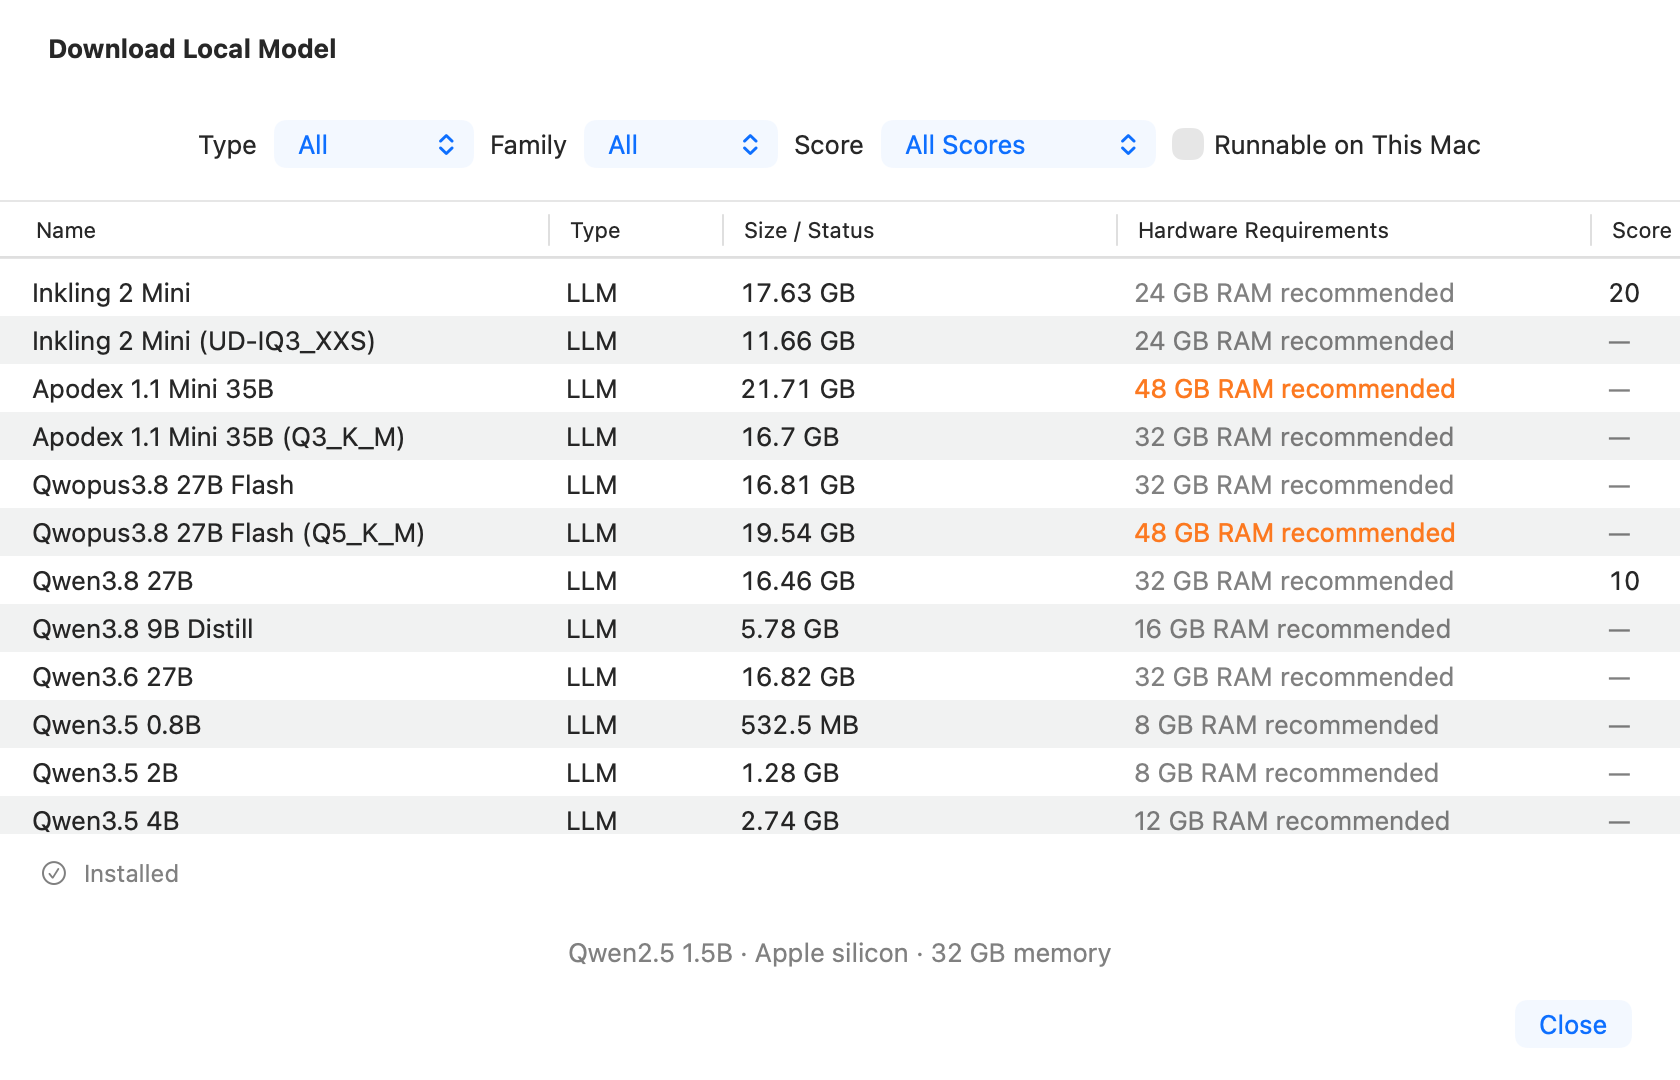 Download Local Model
Type All Family All Score All Scores Runnable on This Mac
Name Type Size / Status Hardware Requirements Score
Inkling 2 Mini LLM 17.63 GB 24 GB RAM recommended 20
Inkling 2 Mini (UD-IQ3_XXS) LLM 11.66 GB 24 GB RAM recommended —
Apodex 1.1 Mini 35B LLM 21.71 GB 48 GB RAM recommended —
Apodex 1.1 Mini 35B (Q3_K_M) LLM 16.7 GB 32 GB RAM recommended —
Qwopus3.8 27B Flash LLM 16.81 GB 32 GB RAM recommended —
Qwopus3.8 27B Flash (Q5_K_M) LLM 19.54 GB 48 GB RAM recommended —
Qwen3.8 27B LLM 16.46 GB 32 GB RAM recommended 10
Qwen3.8 9B Distill LLM 5.78 GB 16 GB RAM recommended —
Qwen3.6 27B LLM 16.82 GB 32 GB RAM recommended —
Qwen3.5 0.8B LLM 532.5 MB 8 GB RAM recommended —
Qwen3.5 2B LLM 1.28 GB 8 GB RAM recommended —
Qwen3.5 4B LLM 2.74 GB 12 GB RAM recommended —
Installed
Qwen2.5 1.5B · Apple silicon · 32 GB memory
Close